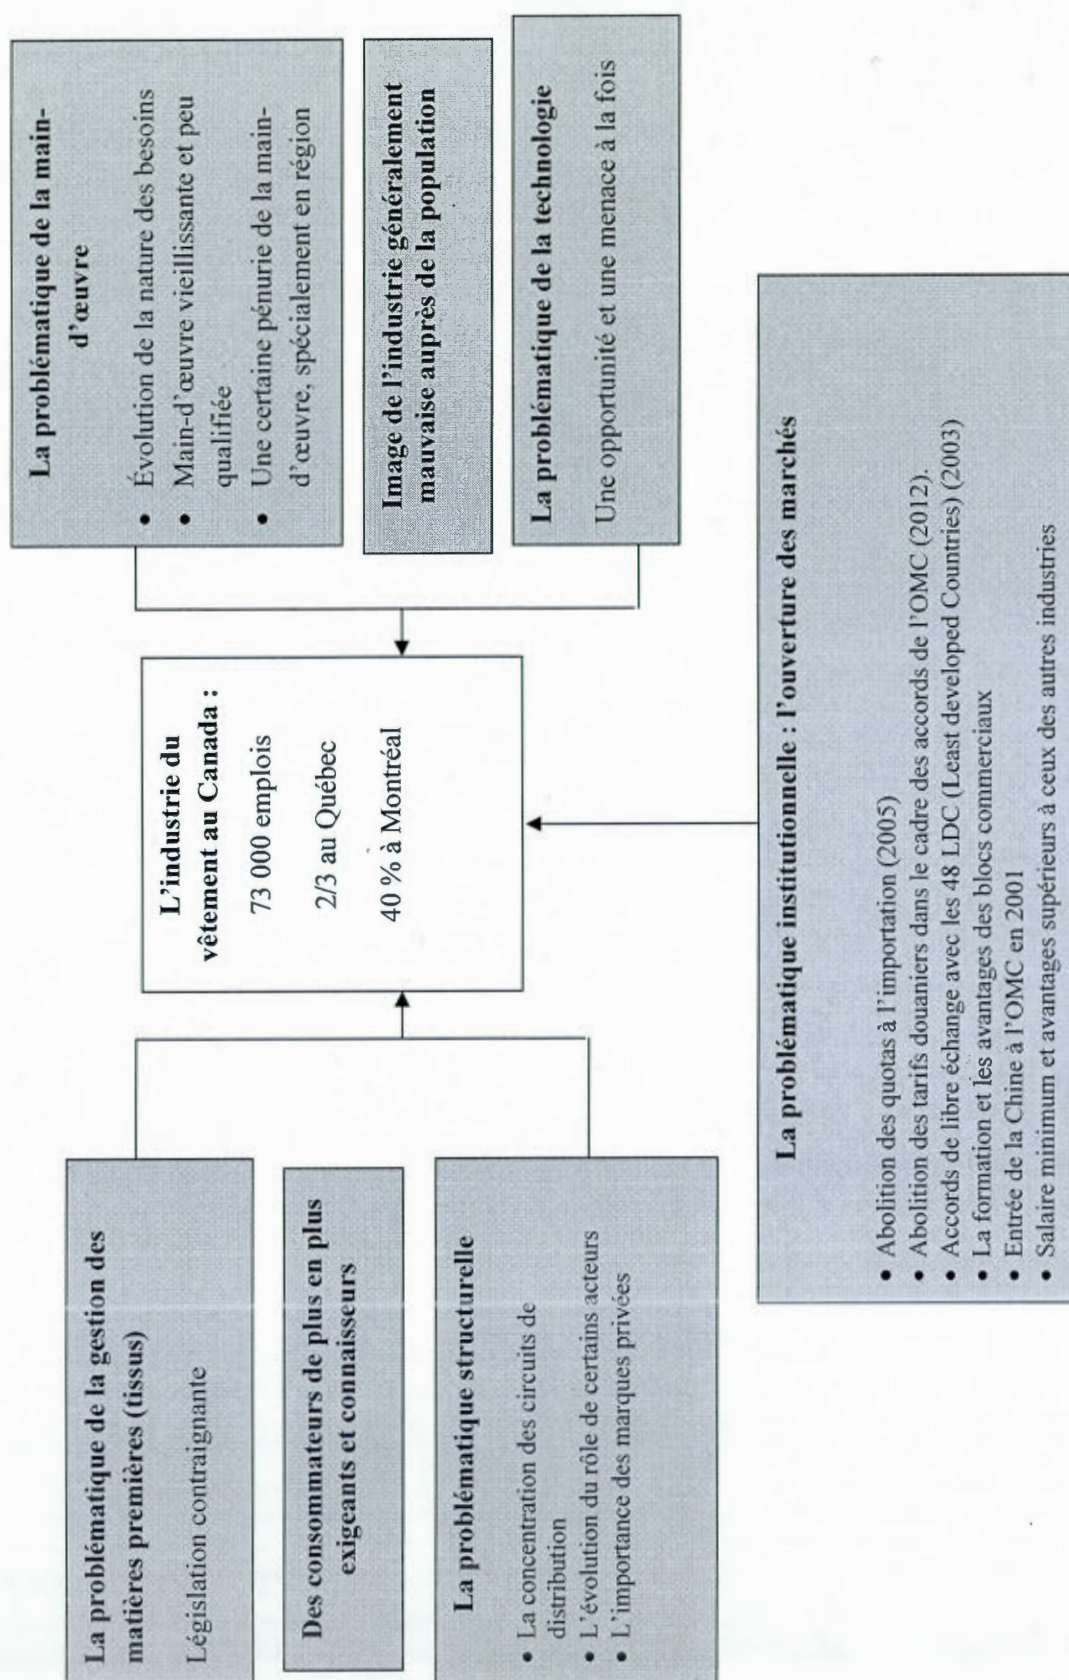 La problématique de la gestion des
matières premières (tissus)
Législation contraignante
Des consommateurs de plus en plus
exigeants et connaisseurs
La problématique structurelle
• La concentration des circuits de
distribution
• L'évolution du rôle de certains acteurs
• L'importance des marques privées
L'industrie du
vêtement au Canada :
73 000 emplois
2/3 au Québec
40 % à Montréal
La problématique de la main-
d'œuvre
• Évolution de la nature des besoins
• Main-d'œuvre vieillissante et peu
qualifiée
• Une certaine pénurie de la main-
d'œuvre, spécialement en région
Image de l'industrie généralement
mauvaise auprès de la population
La problématique de la technologie
Une opportunité et une menace à la fois
La problématique institutionnelle : l'ouverture des marchés
• Abolition des quotas à l'importation (2005)
• Abolition des tarifs douaniers dans le cadre des accords de l'OMC (2012).
• Accords de libre échange avec les 48 LDC (Least developed Countries) (2003)
• La formation et les avantages des blocs commerciaux
• Entrée de la Chine à l'OMC en 2001
• Salaire minimum et avantages supérieurs à ceux des autres industries